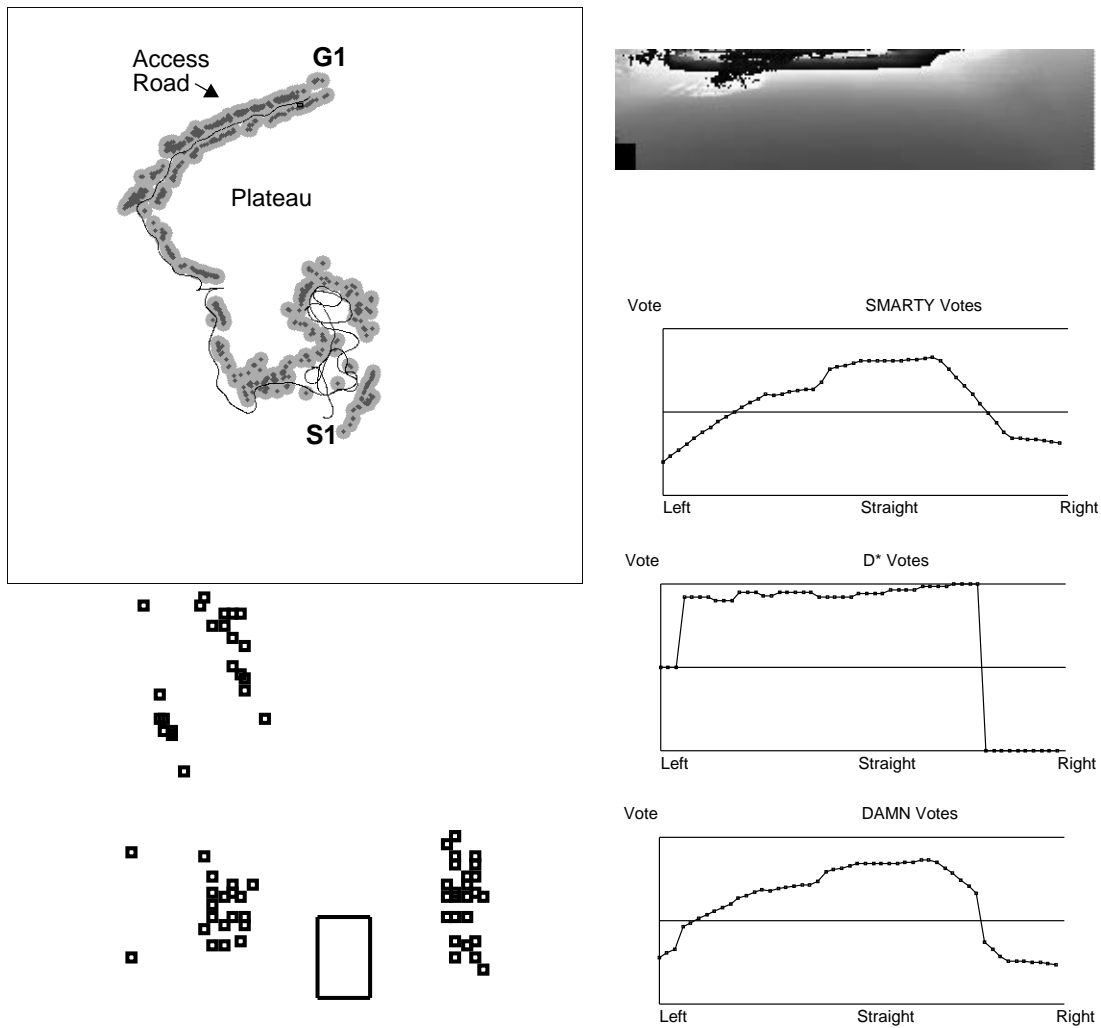 Access
Road
G1
Plateau
S1
Vote
SMARTY Votes
Left
Straight
Right
Vote
D* Votes
Left
Straight
Right
Vote
DAMN Votes
Left
Straight
Right